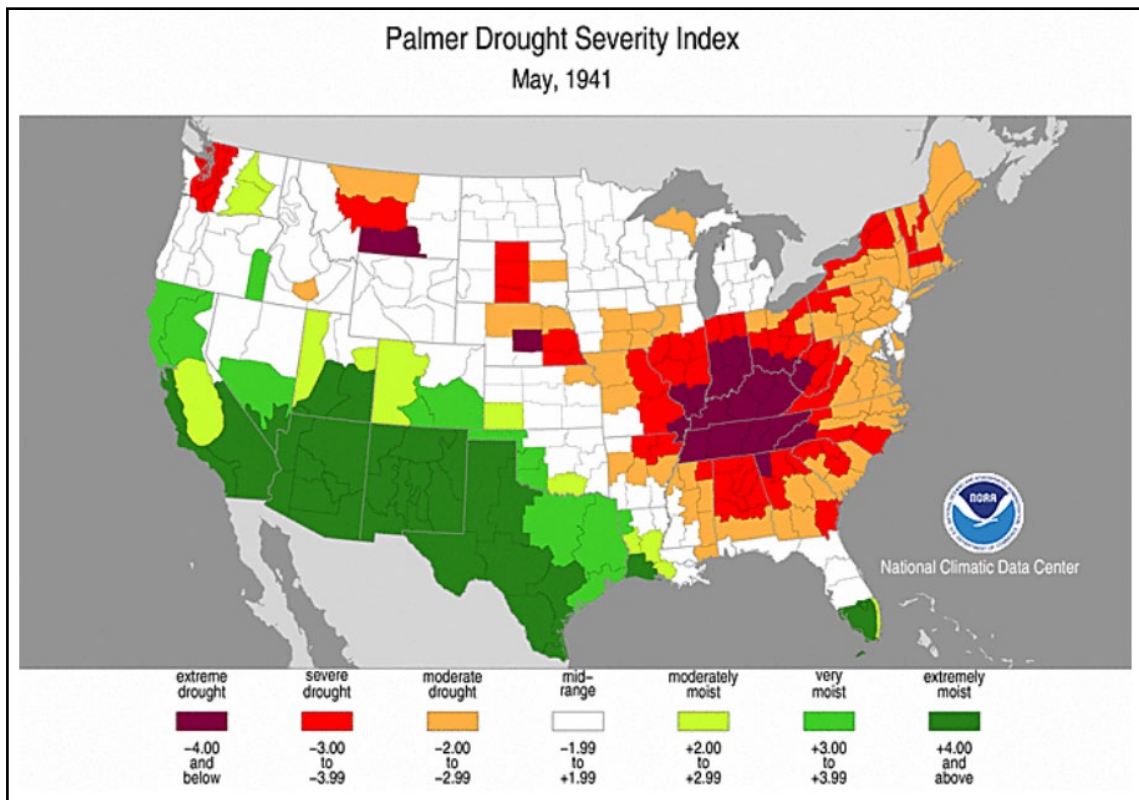 Palmer Drought Severity Index
May, 1941
NOAA
National Climatic Data Center
extreme
drought
severe
drought
moderate
drought
mid-
range
moderately
moist
very
moist
extremely
moist
−4.00
and
below
−3.00
to
−3.99
−2.00
to
−2.99
−1.99
to
+1.99
+2.00
to
+2.99
+3.00
to
+3.99
+4.00
and
above